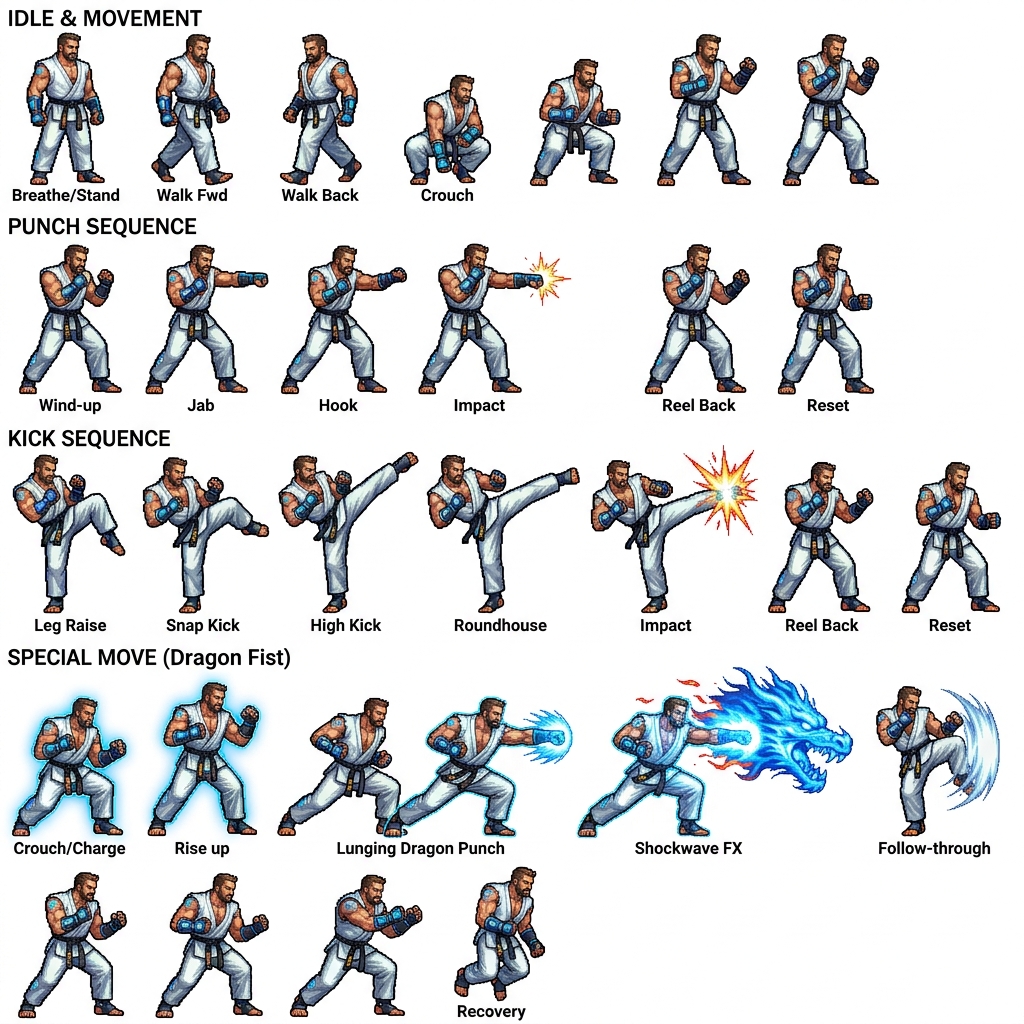 IDLE & MOVEMENT
Breathe/Stand
Walk Fwd
Walk Back
Crouch
PUNCH SEQUENCE
Wind-up
Jab
Hook
Impact
Reel Back
Reset
KICK SEQUENCE
Leg Raise
Snap Kick
High Kick
Roundhouse
Impact
Reel Back
Reset
SPECIAL MOVE (Dragon Fist)
Crouch/Charge
Rise up
Lunging Dragon Punch
Shockwave FX
Follow-through
Recovery